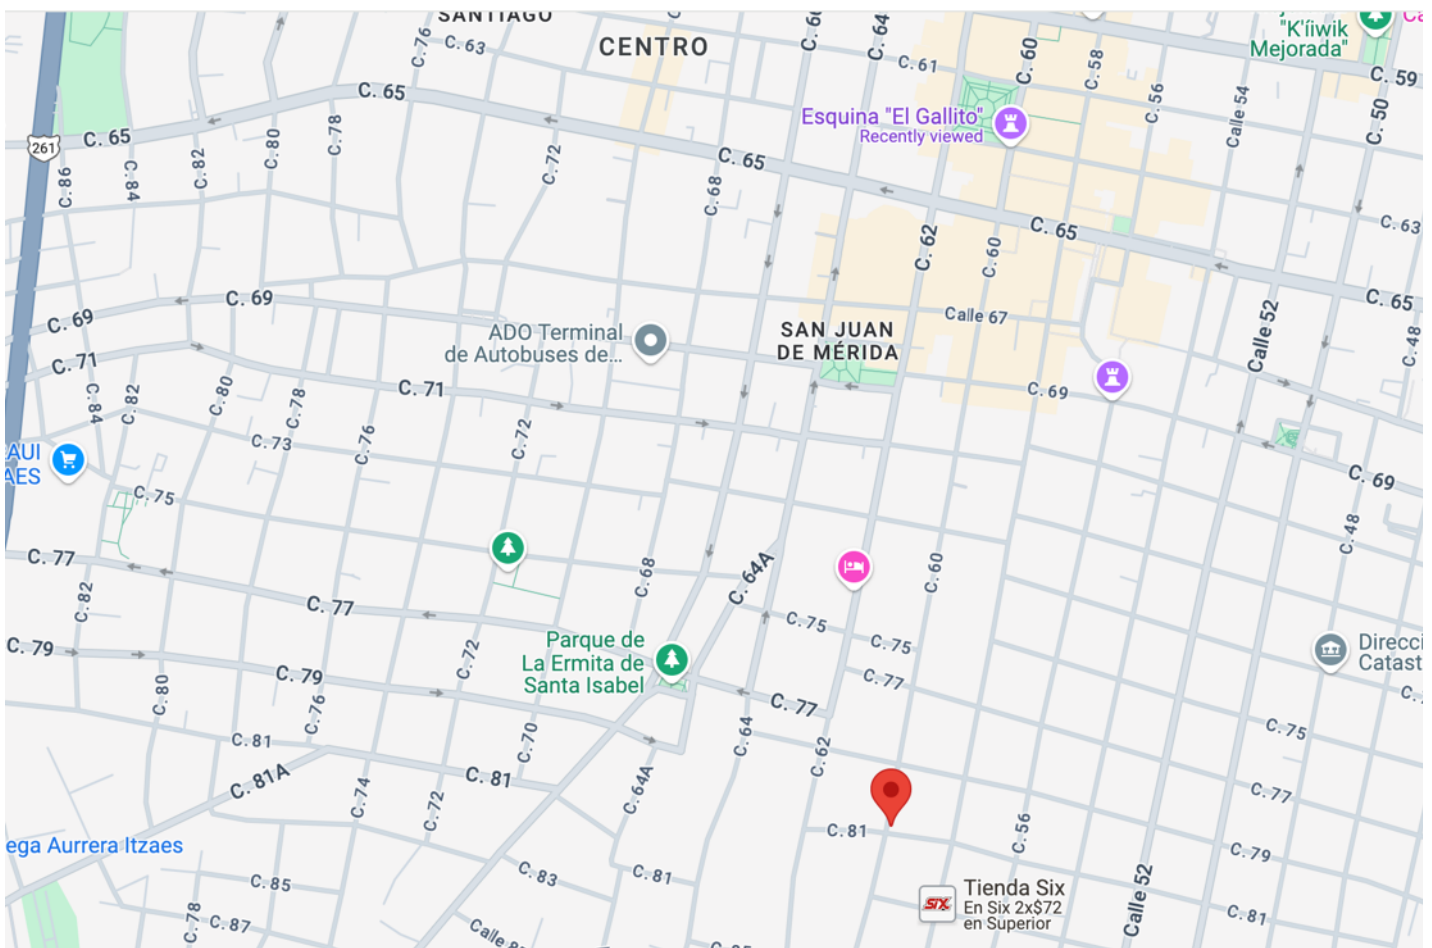 SANTIAGO
CENTRO
C. 76
C. 63
C. 66
C. 64
C. 61
C. 60
C. 58
C. 56
Calle 54
"K'íiwik
Mejorada"
C. 59
C. 50
C. 65
Esquina "El Gallito"
Recently viewed
261
C. 65
C. 86
C. 84
C. 82
C. 80
C. 78
C. 72
C. 68
C. 65
C. 62
C. 60
C. 65
C. 63
C. 65
C. 69
C. 69
C. 71
ADO Terminal
de Autobuses de...
SAN JUAN
DE MÉRIDA
Calle 67
Calle 52
C. 48
C. 84
C. 82
C. 80
C. 78
C. 71
C. 69
C. 73
C. 76
C. 72
C. 69
AUI
AES
C. 75
C. 48
C. 77
C. 82
C. 77
C. 68
C. 64A
C. 60
C. 75
C. 75
C. 79
C. 79
C. 72
Parque de
La Ermita de
Santa Isabel
C. 77
C. 77
Direcci
Catast
C. 80
C. 76
C. 81
C. 81A
C. 70
C. 81
C. 64
C. 62
C. 75
C. 74
C. 72
C. 64A
C. 77
C. 81
C. 56
C. 79
ega Aurrera Itzaes
C. 85
C. 83
C. 81
SIX
Tienda Six
En Six 2x$72
en Superior
Calle 52
C. 81
C. 78
C. 87
Calle